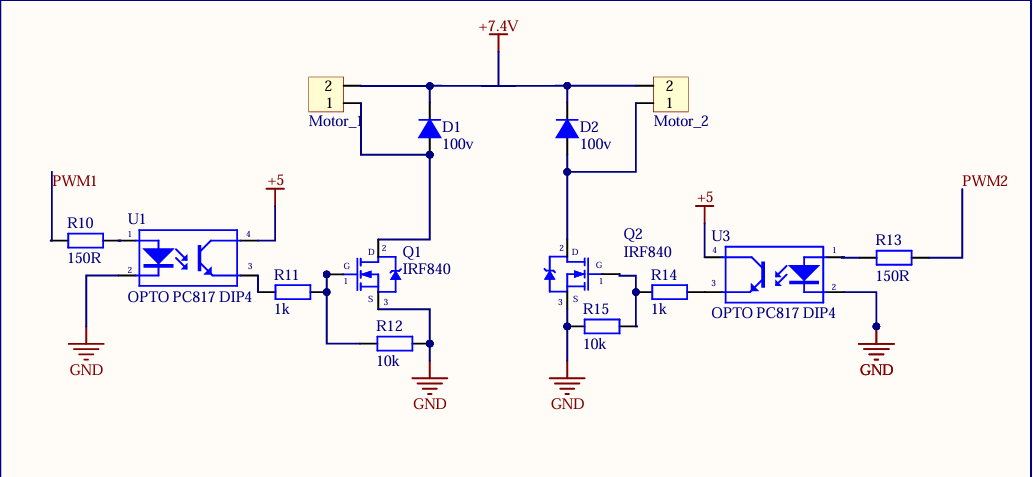 +7.4V
2
1
Motor_1
D1
100v
D2
100v
2
1
Motor_2
PWM1
R10
150R
U1
1
2
4
3
OPTO PC817 DIP4
+5
R11
1k
D
2
G
1
S
3
Q1
IRF840
R12
10k
GND
GND
2
D
G
1
3
S
Q2
IRF840
R15
10k
GND
R14
1k
+5
U3
4
3
1
2
OPTO PC817 DIP4
R13
150R
PWM2
GND